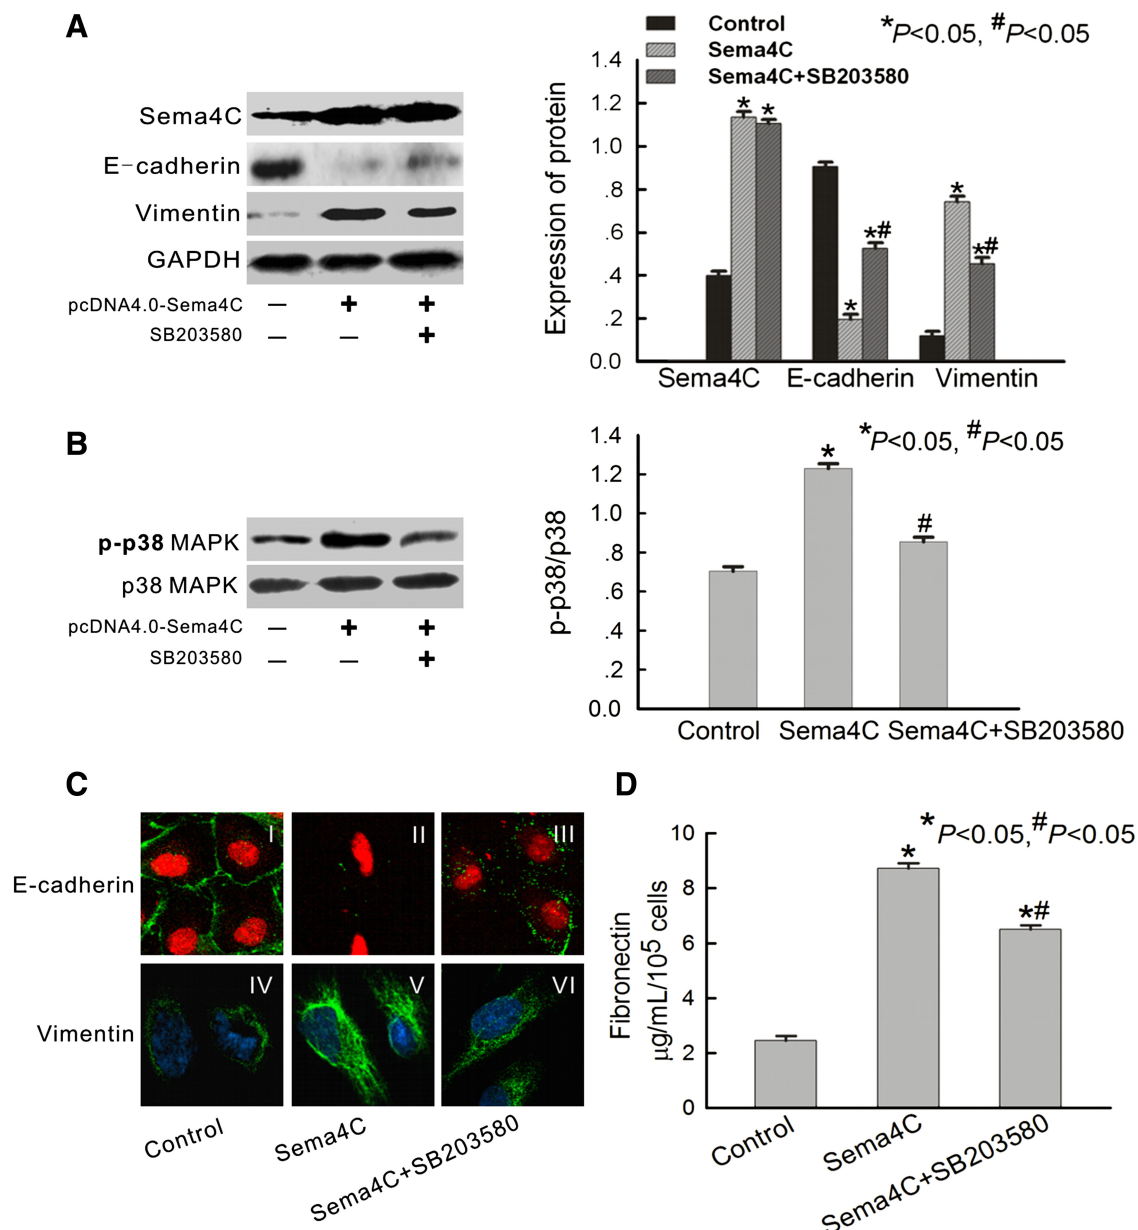 A
Sema4C
E-cadherin
Vimentin
GAPDH
pcDNA4.0-Sema4C — + +
SB203580 — — +
Control
Sema4C
Sema4C+SB203580
*P<0.05, #P<0.05
Expression of protein
1.4
1.2
1.0
.8
.6
.4
.2
0.0
* *
* *#
* *#
Sema4C E-cadherin Vimentin
B
p-p38 MAPK
p38 MAPK
pcDNA4.0-Sema4C — + +
SB203580 — — +
*P<0.05, #P<0.05
p-p38/p38
1.4
1.2
1.0
.8
.6
.4
.2
0.0
*
#
Control Sema4C Sema4C+SB203580
C
E-cadherin
I II III
Vimentin
IV V VI
Control Sema4C Sema4C+SB203580
D
*P<0.05,#P<0.05
Fibronectin
μg/mL/10⁵ cells
10
8
6
4
2
0
*
*#
Control Sema4C Sema4C+SB203580